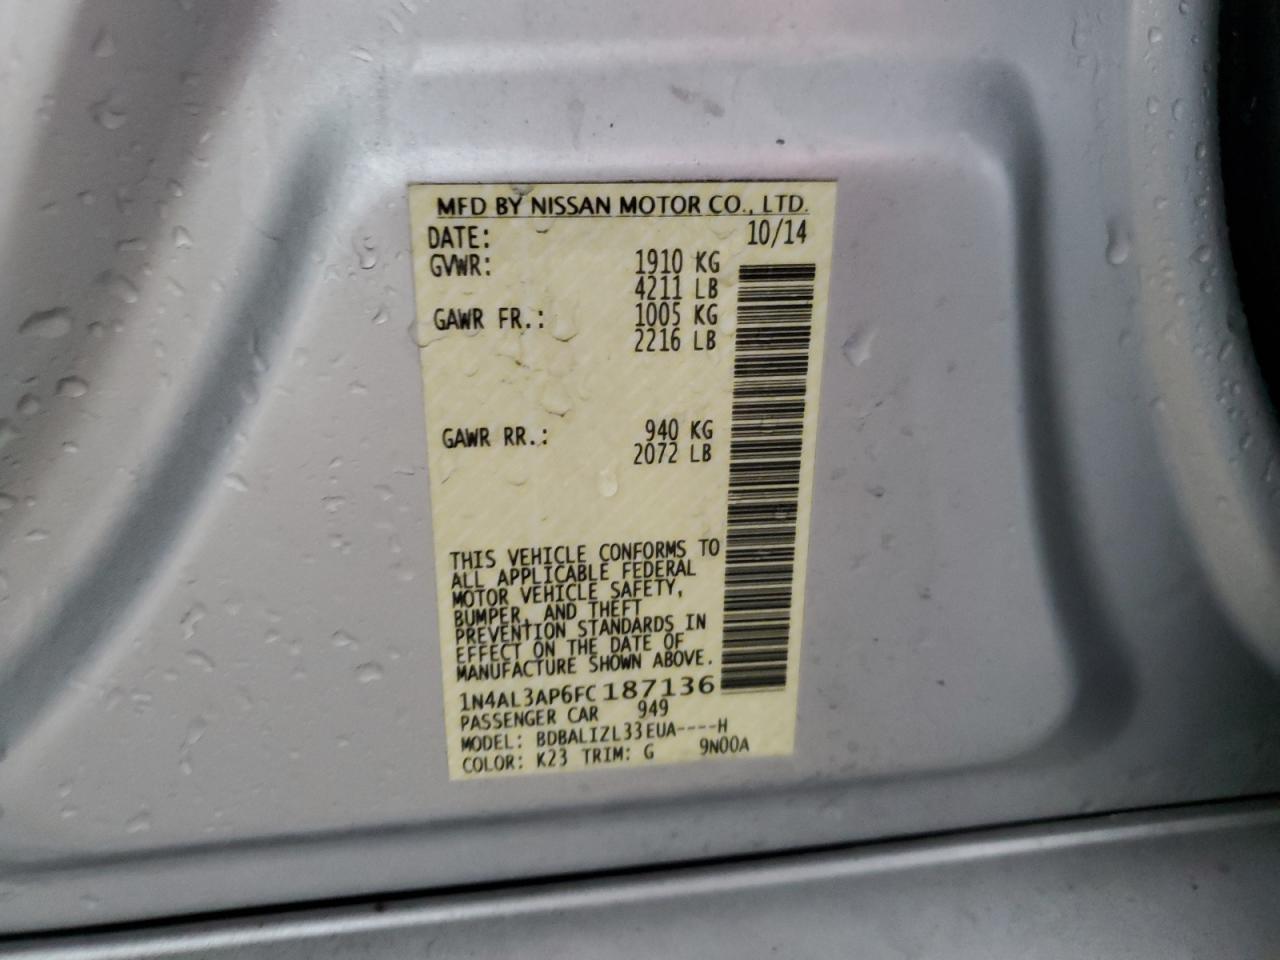 MFD BY NISSAN MOTOR CO., LTD.
DATE: 10/14
GVWR: 1910 KG
4211 LB
GAWR FR.: 1005 KG
2216 LB
GAWR RR.: 940 KG
2072 LB
THIS VEHICLE CONFORMS TO
ALL APPLICABLE FEDERAL
MOTOR VEHICLE SAFETY,
BUMPER, AND THEFT
PREVENTION STANDARDS IN
EFFECT ON THE DATE OF
MANUFACTURE SHOWN ABOVE.
1N4AL3AP6FC187136
PASSENGER CAR 949
MODEL: BDBALIZL33EUA----H
COLOR: K23 TRIM: G 9N00A